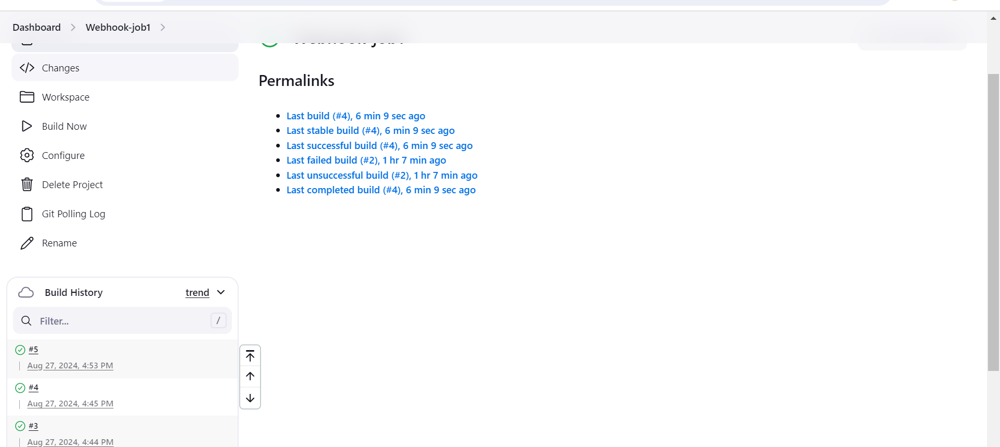 Dashboard
Webhook-job1
Changes
Workspace
Build Now
Configure
Delete Project
Git Polling Log
Rename
Build History
trend
Filter...
/
#5
Aug 27, 2024, 4:53 PM
#4
Aug 27, 2024, 4:45 PM
#3
Aug 27, 2024, 4:44 PM
Webhook-job1
Permalinks
Last build (#4), 6 min 9 sec ago
Last stable build (#4), 6 min 9 sec ago
Last successful build (#4), 6 min 9 sec ago
Last failed build (#2), 1 hr 7 min ago
Last unsuccessful build (#2), 1 hr 7 min ago
Last completed build (#4), 6 min 9 sec ago